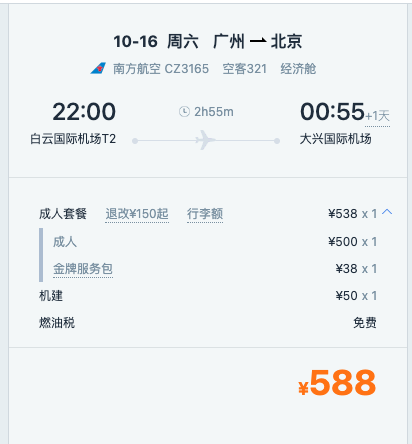 10-16 周六 广州 → 北京
南方航空 CZ3165 空客321 经济舱
22:00 2h55m 00:55+1天
白云国际机场T2 大兴国际机场
成人套餐 退改¥150起 行李额 ¥538 x 1
成人 ¥500 x 1
金牌服务包 ¥38 x 1
机建 ¥50 x 1
燃油税 免费
¥588